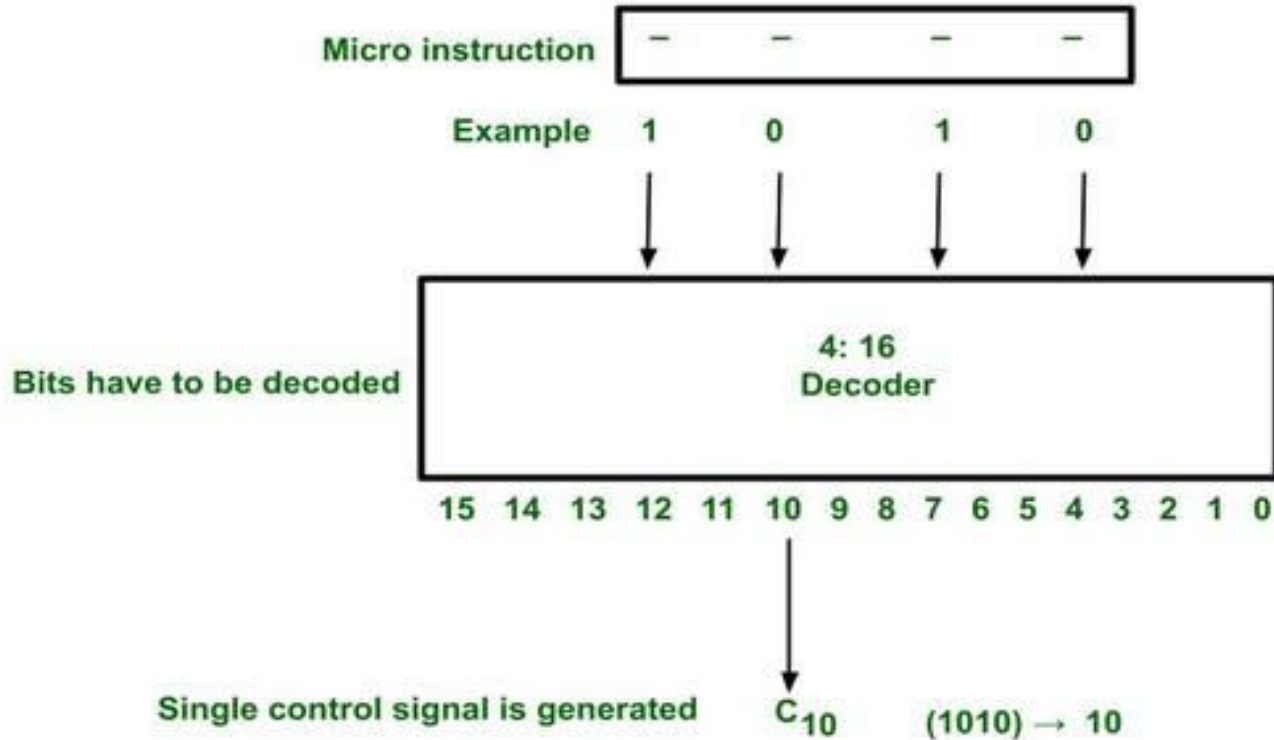 Micro instruction – – – –
Example 1 0 1 0
4: 16
Bits have to be decoded Decoder
15 14 13 12 11 10 9 8 7 6 5 4 3 2 1 0
Single control signal is generated C10 (1010) → 10